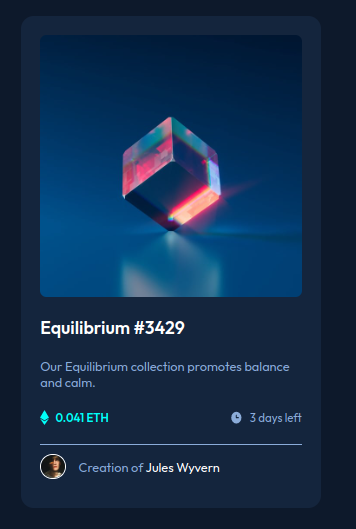 Equilibrium #3429
Our Equilibrium collection promotes balance
and calm.
0.041 ETH
3 days left
Creation of Jules Wyvern